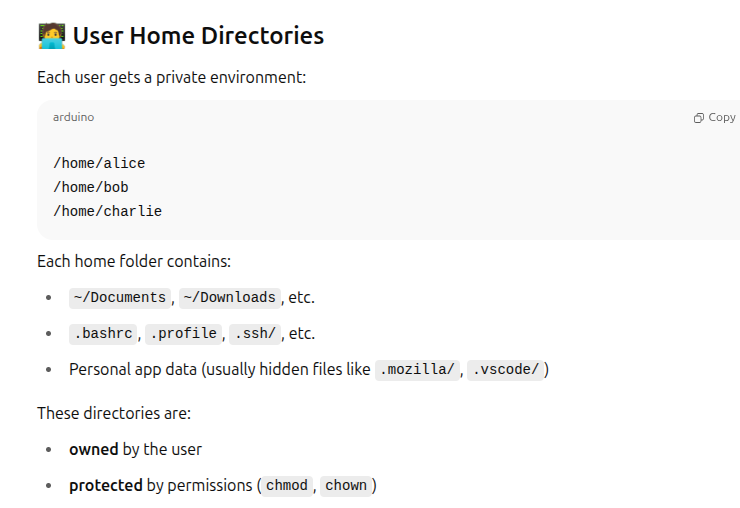 🧑‍💻 User Home Directories
Each user gets a private environment:
arduino
Copy
/home/alice
/home/bob
/home/charlie
Each home folder contains:
• ~/Documents, ~/Downloads, etc.
• .bashrc, .profile, .ssh/, etc.
• Personal app data (usually hidden files like .mozilla/, .vscode/)
These directories are:
• owned by the user
• protected by permissions (chmod, chown)